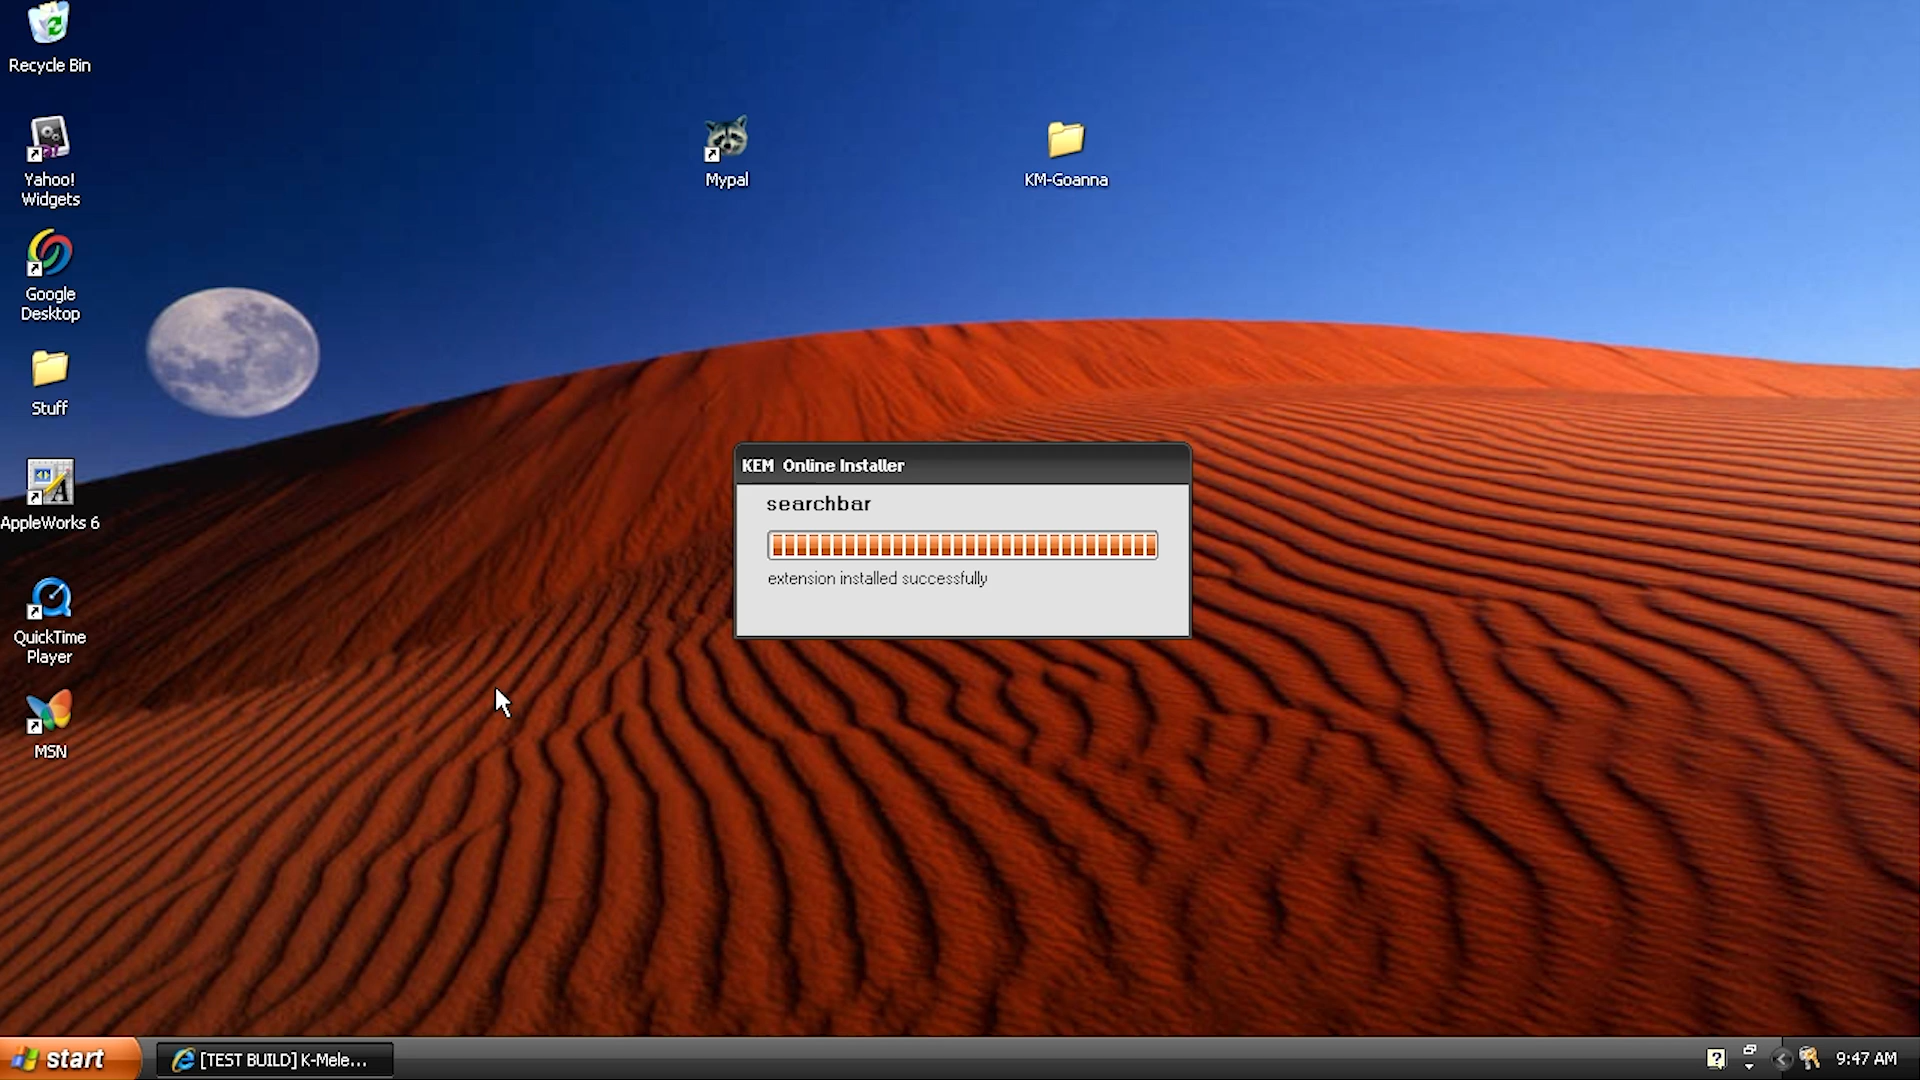 Recycle Bin
Yahoo!
Widgets
Google
Desktop
Stuff
AppleWorks 6
QuickTime
Player
MSN
Mypal
KM-Goanna
KEM Online Installer
searchbar
extension installed successfully
start
[TEST BUILD] K-Mele...
?
9:47 AM